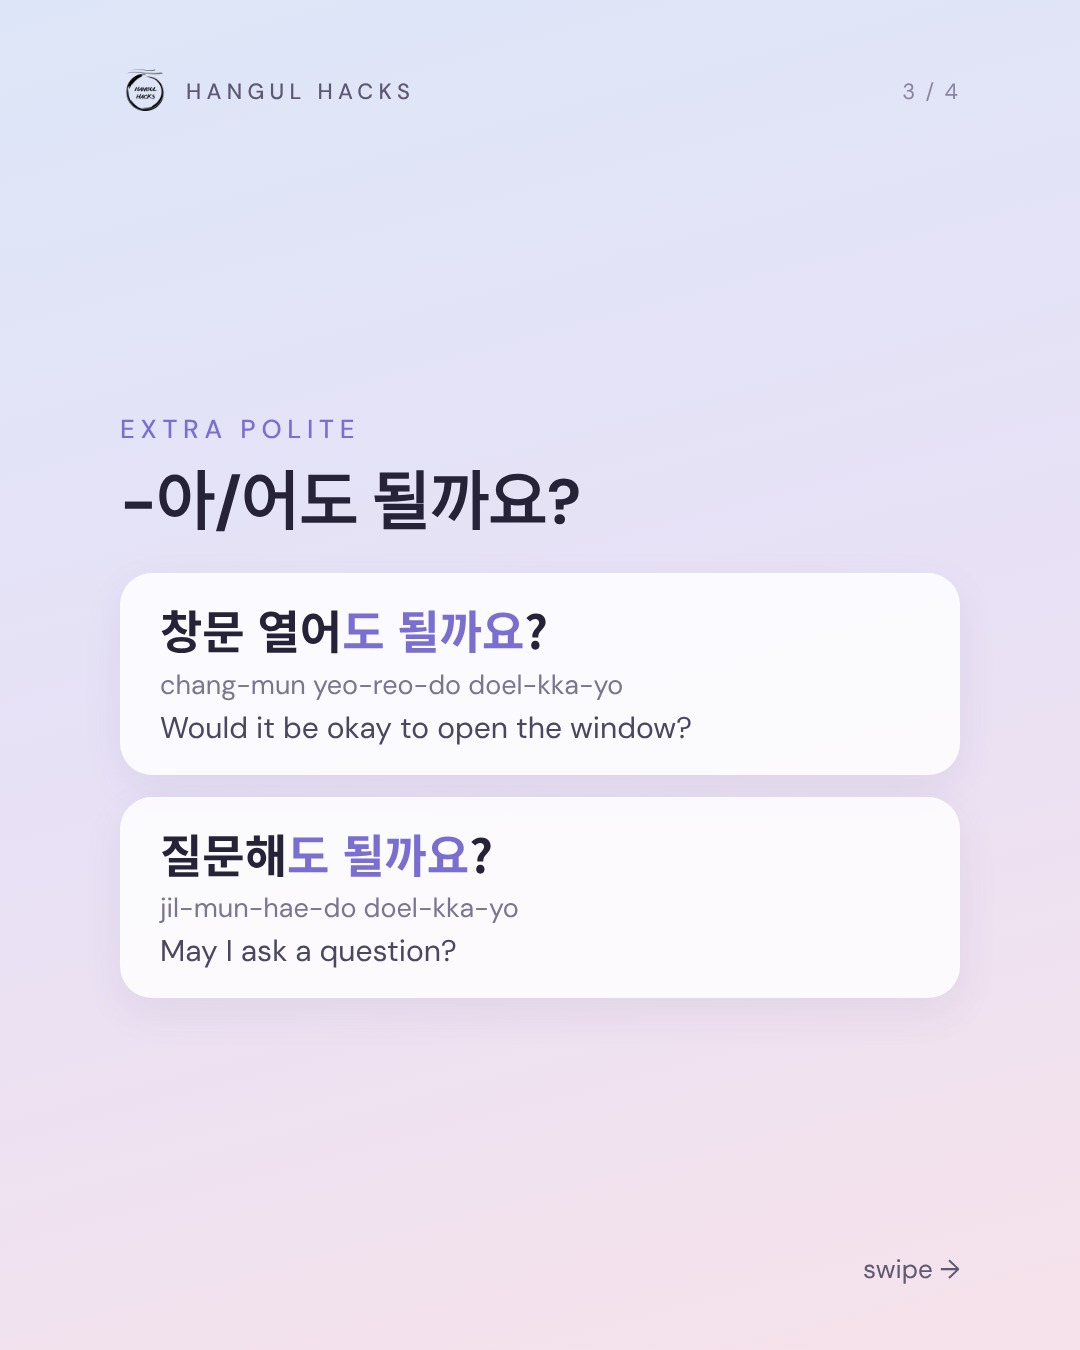 HANGUL HACKS
HANGUL HACKS
3 / 4
EXTRA POLITE
-아/어도 될까요?
창문 열어도 될까요?
chang-mun yeo-reo-do doel-kka-yo
Would it be okay to open the window?
질문해도 될까요?
jil-mun-hae-do doel-kka-yo
May I ask a question?
swipe →